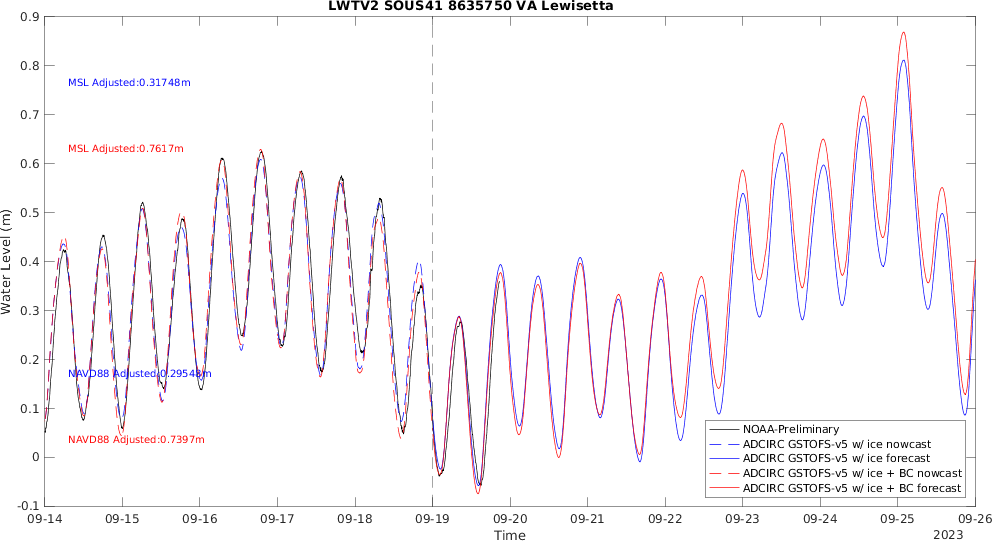 LWTV2 SOUS41 8635750 VA Lewisetta
Water Level (m)
0.9
0.8
0.7
0.6
0.5
0.4
0.3
0.2
0.1
0
-0.1
MSL Adjusted:0.31748m
MSL Adjusted:0.7617m
NAVD88 Adjusted:0.29548m
NAVD88 Adjusted:0.7397m
NOAA-Preliminary
ADCIRC GSTOFS-v5 w/ ice nowcast
ADCIRC GSTOFS-v5 w/ ice forecast
ADCIRC GSTOFS-v5 w/ ice + BC nowcast
ADCIRC GSTOFS-v5 w/ ice + BC forecast
09-14 09-15 09-16 09-17 09-18 09-19 09-20 09-21 09-22 09-23 09-24 09-25 09-26
Time
2023